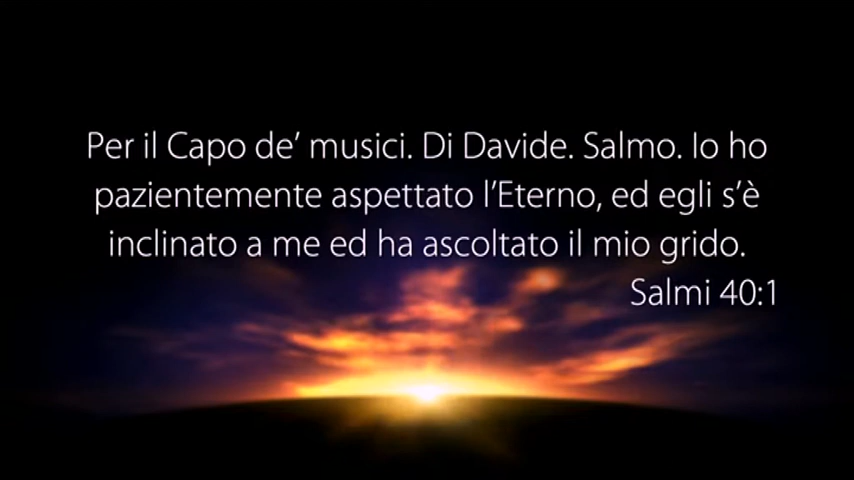 Per il Capo de’ musici. Di Davide. Salmo. Io ho
pazientemente aspettato l’Eterno, ed egli s’è
inclinato a me ed ha ascoltato il mio grido.
Salmi 40:1